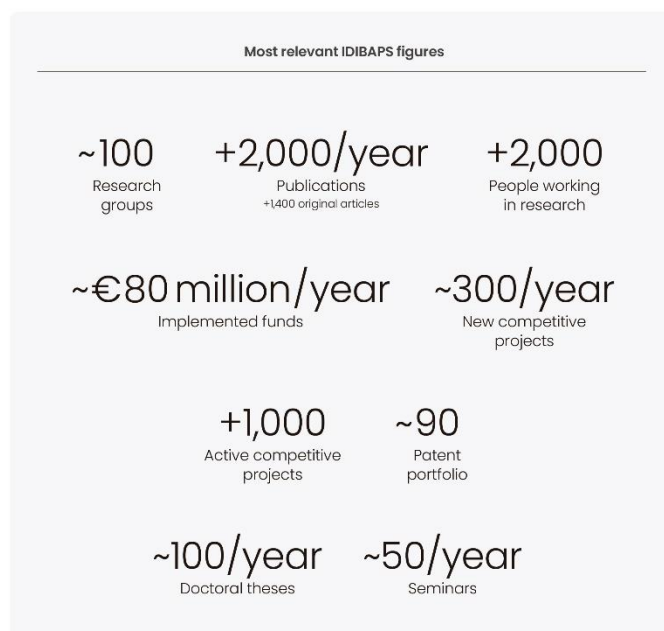 Most relevant IDIBAPS figures
~100
Research
groups
+2,000/year
Publications
+1,400 original articles
+2,000
People working
in research
~€80 million/year
Implemented funds
~300/year
New competitive
projects
+1,000
Active competitive
projects
~90
Patent
portfolio
~100/year
Doctoral theses
~50/year
Seminars